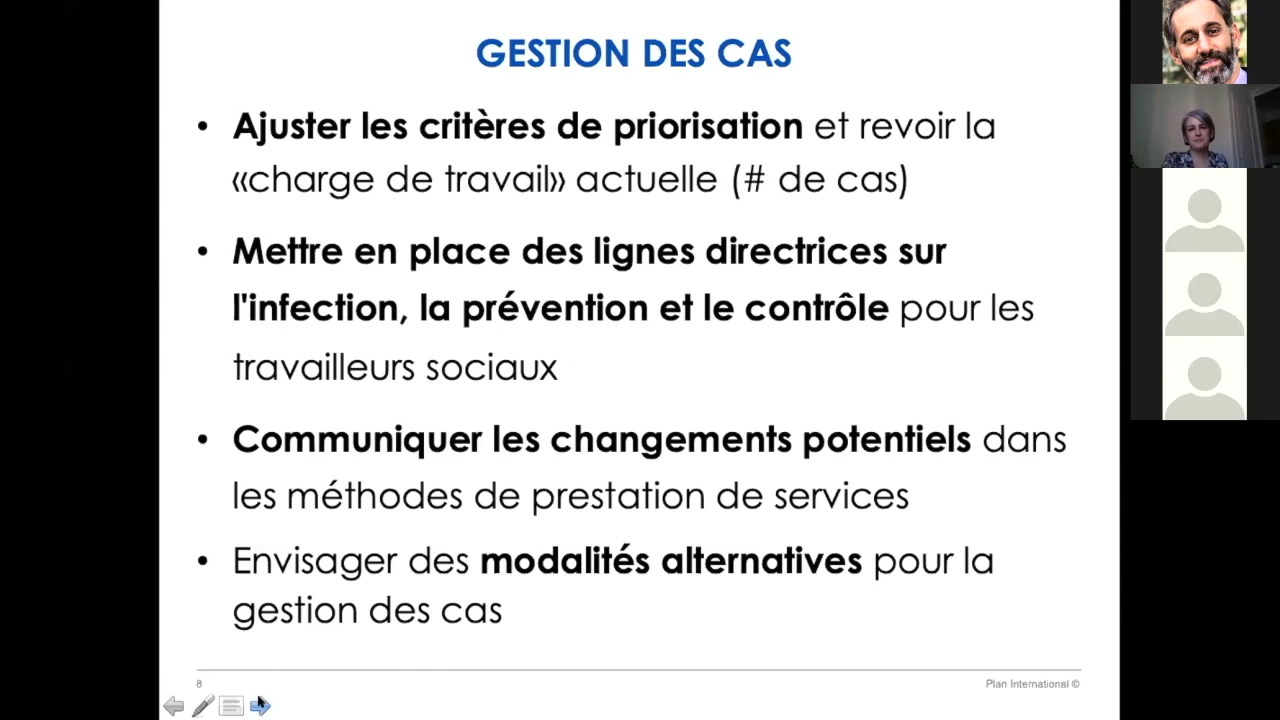 GESTION DES CAS
• Ajuster les critères de priorisation et revoir la
«charge de travail» actuelle (# de cas)
• Mettre en place des lignes directrices sur
l'infection, la prévention et le contrôle pour les
travailleurs sociaux
• Communiquer les changements potentiels dans
les méthodes de prestation de services
• Envisager des modalités alternatives pour la
gestion des cas
8
Plan International ©